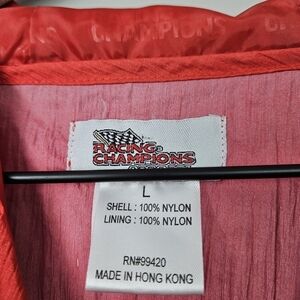 CHAMPIONS
RACING
CHAMPIONS
L
SHELL : 100% NYLON
LINING : 100% NYLON
RN#99420
MADE IN HONG KONG